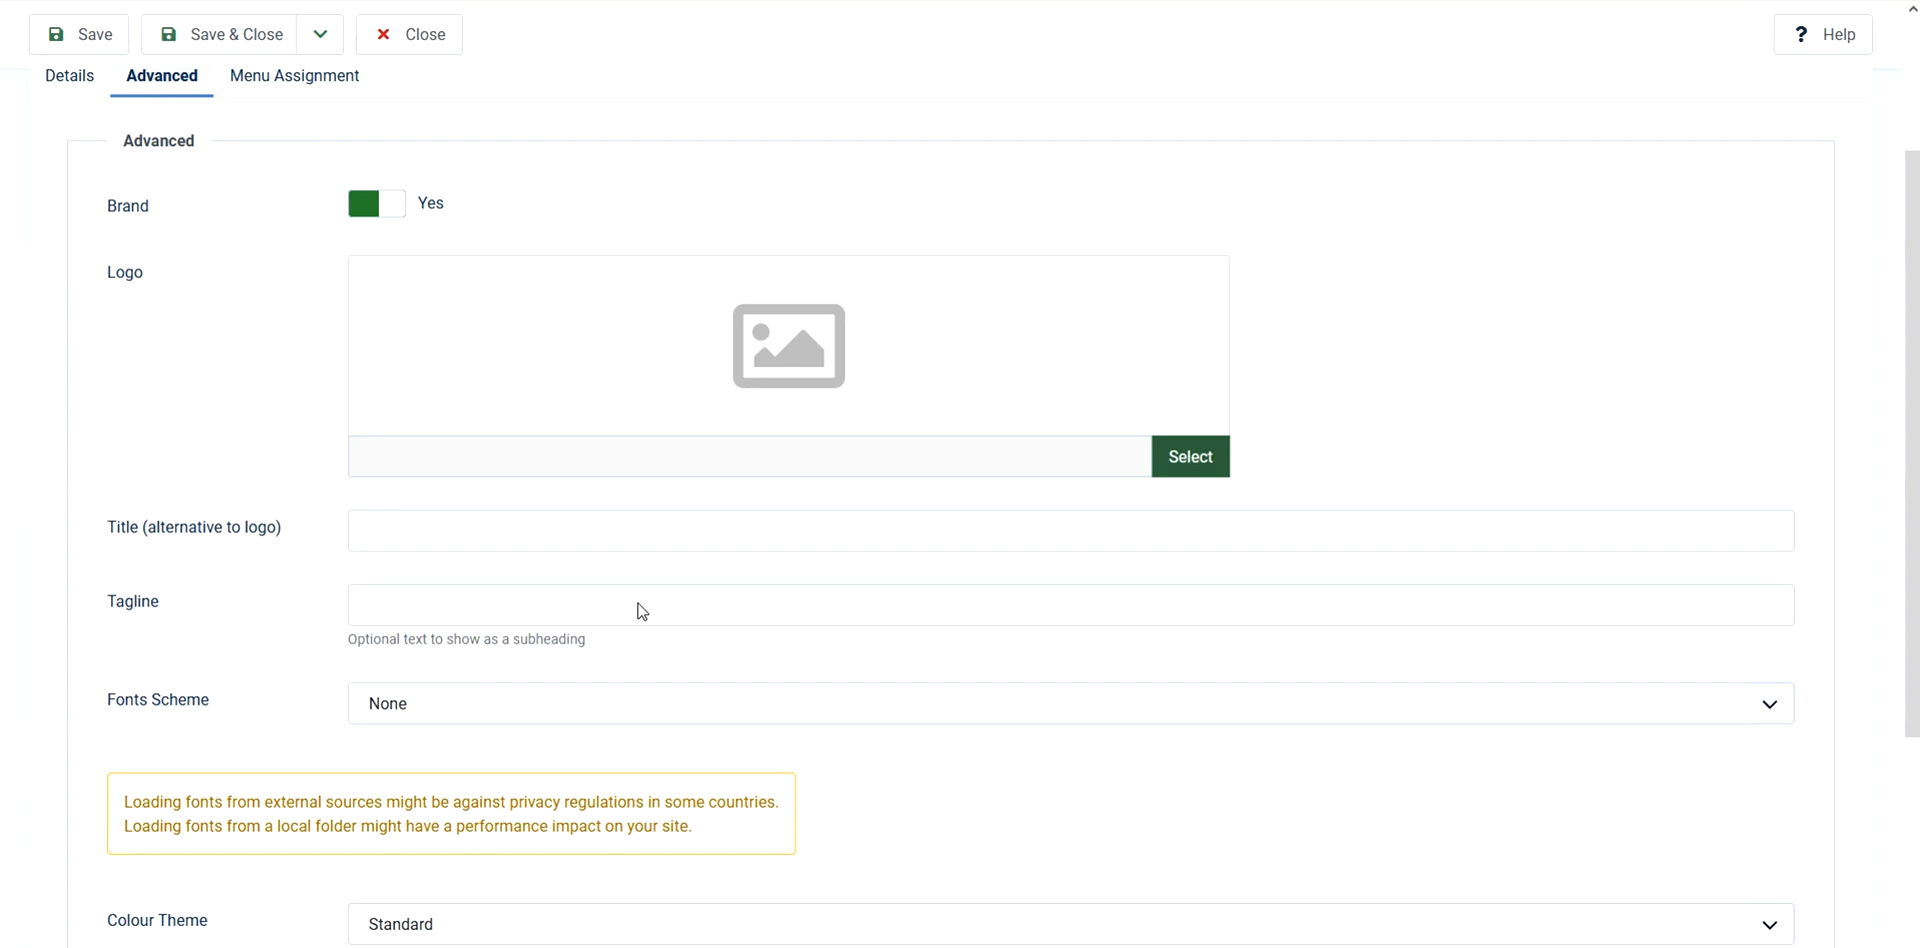 Save
Save & Close
Close
? Help
Details
Advanced
Menu Assignment
Advanced
Brand
Yes
Logo
Select
Title (alternative to logo)
Tagline
Optional text to show as a subheading
Fonts Scheme
None
Loading fonts from external sources might be against privacy regulations in some countries.
Loading fonts from a local folder might have a performance impact on your site.
Colour Theme
Standard